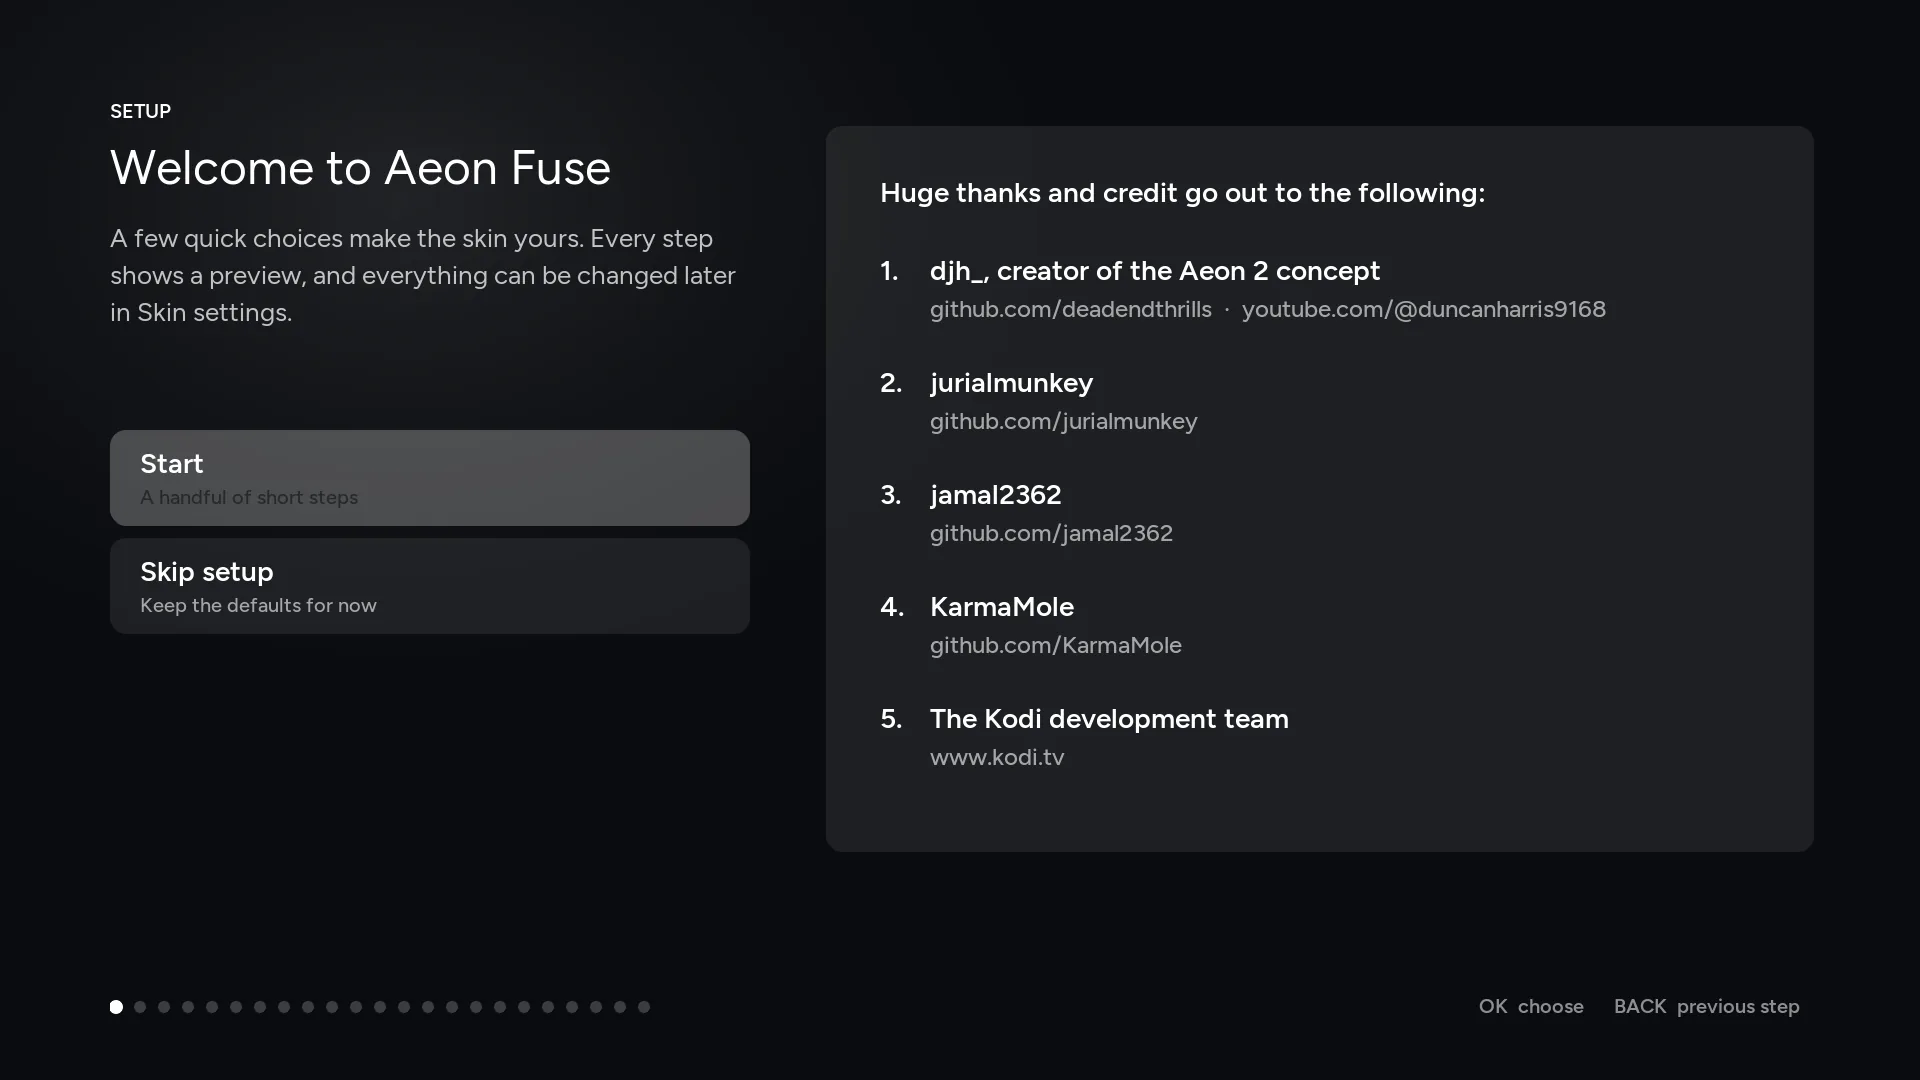 SETUP
Welcome to Aeon Fuse
A few quick choices make the skin yours. Every step
shows a preview, and everything can be changed later
in Skin settings.
Start
A handful of short steps
Skip setup
Keep the defaults for now
Huge thanks and credit go out to the following:
1. djh_, creator of the Aeon 2 concept
github.com/deadendthrills · youtube.com/@duncanharris9168
2. jurialmunkey
github.com/jurialmunkey
3. jamal2362
github.com/jamal2362
4. KarmaMole
github.com/KarmaMole
5. The Kodi development team
www.kodi.tv
OK choose BACK previous step